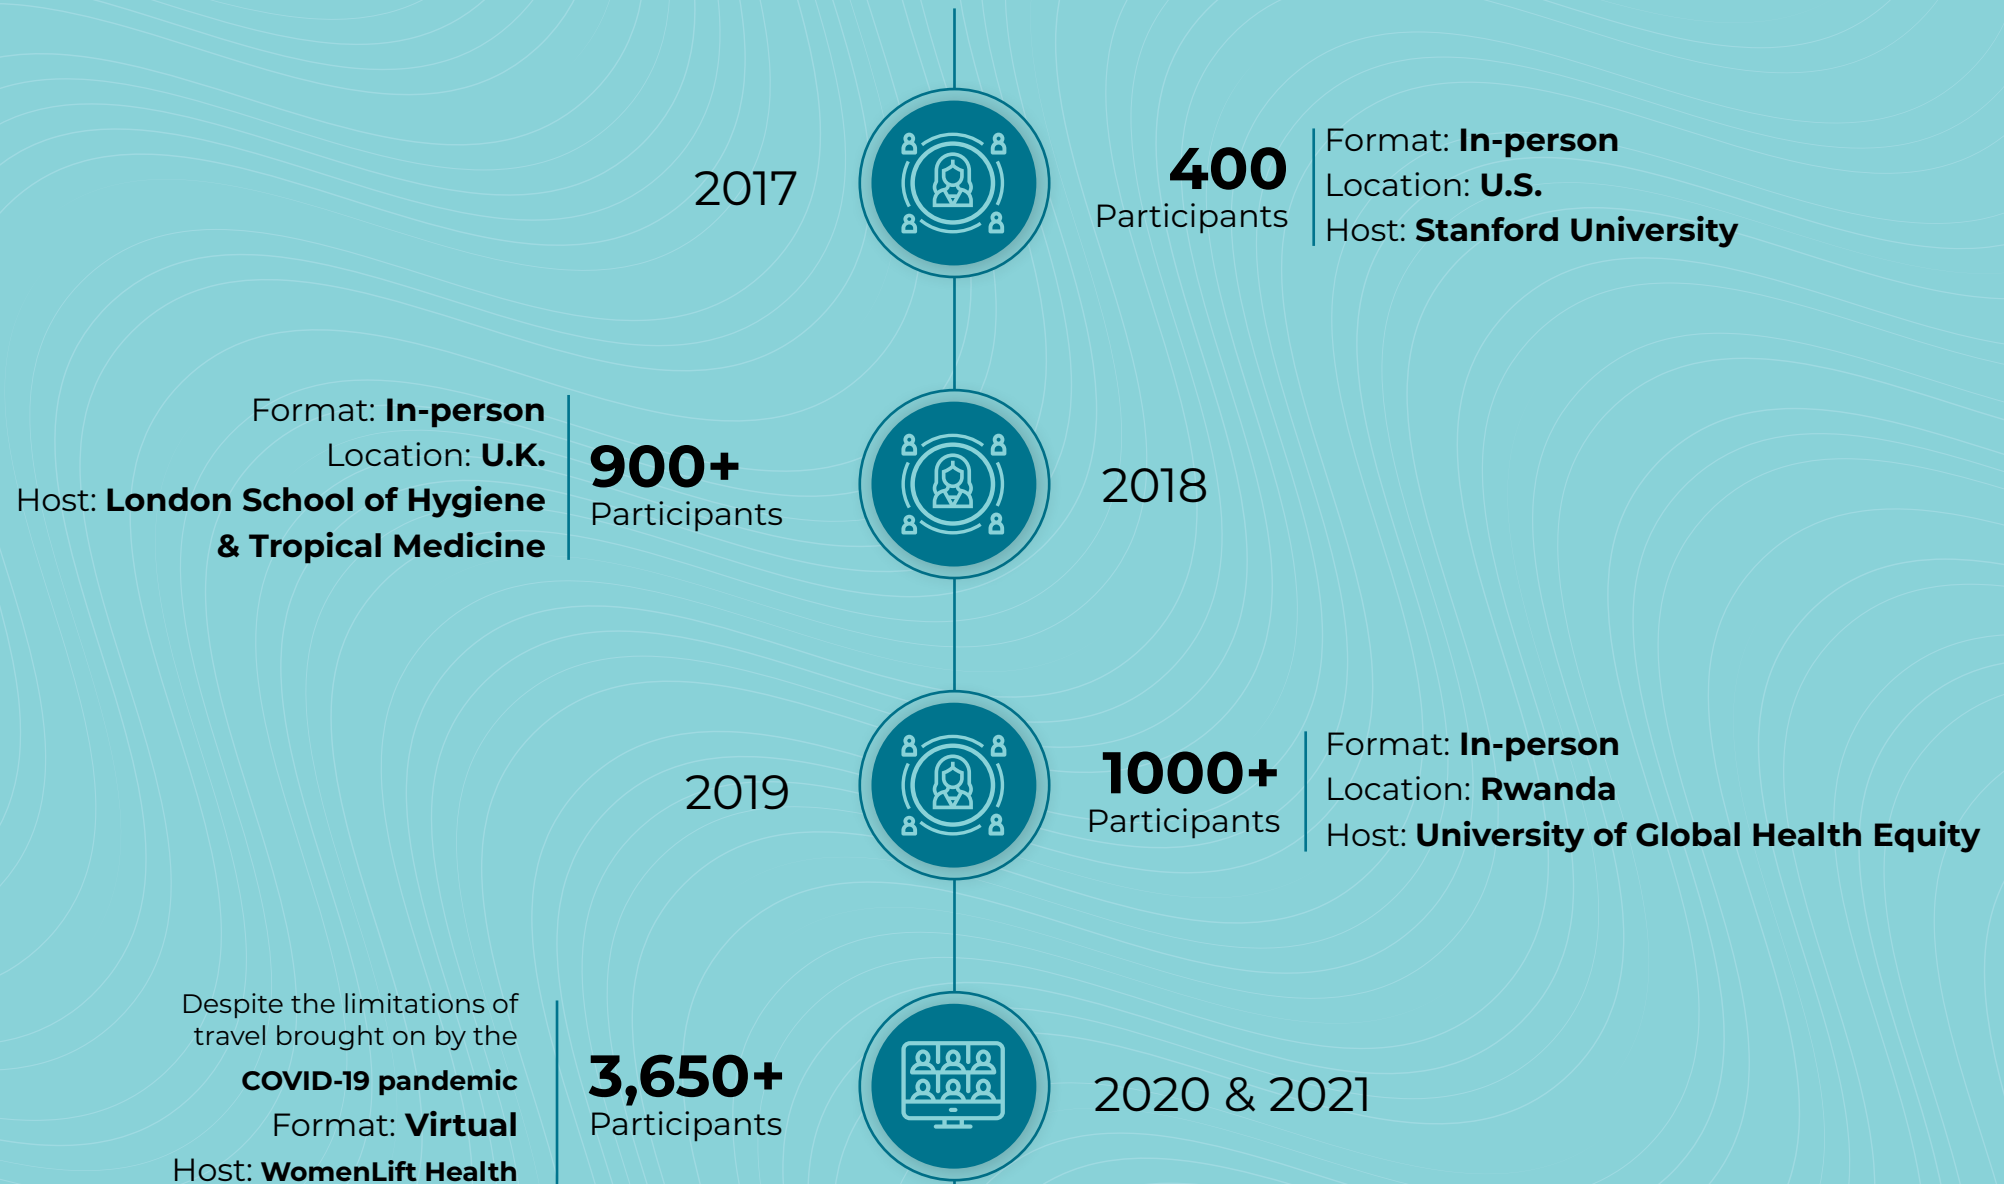 2017
400
Participants
Format: In-person
Location: U.S.
Host: Stanford University
Format: In-person
Location: U.K.
Host: London School of Hygiene
& Tropical Medicine
900+
Participants
2018
2019
1000+
Participants
Format: In-person
Location: Rwanda
Host: University of Global Health Equity
Despite the limitations of
travel brought on by the
COVID-19 pandemic
Format: Virtual
Host: WomenLift Health
3,650+
Participants
2020 & 2021